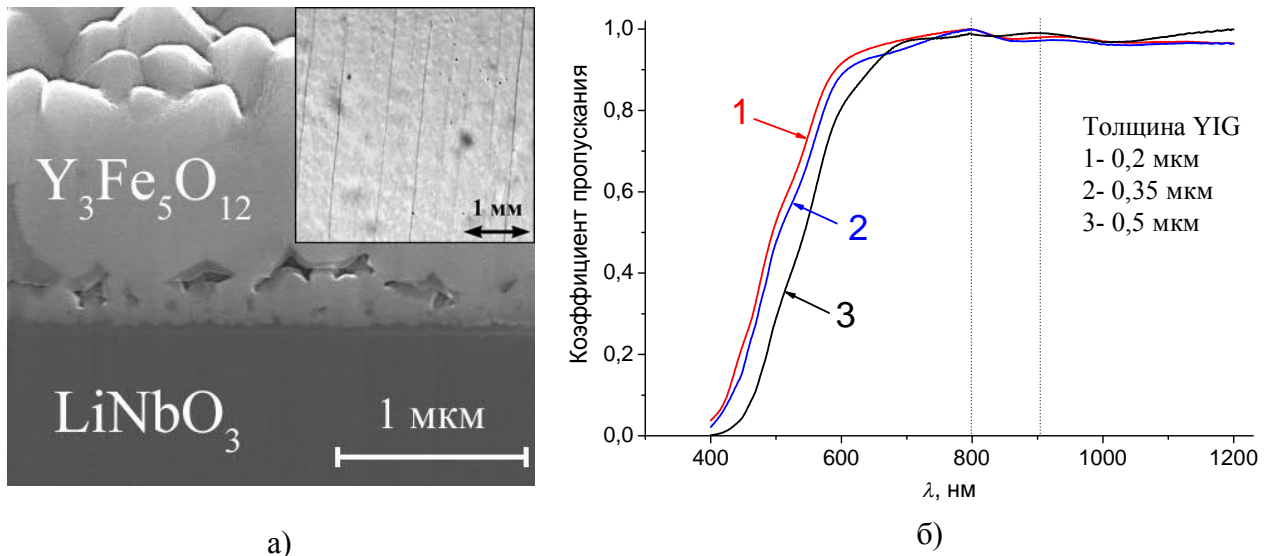 1 мм
Y₃Fe₅O₁₂
LiNbO₃
1 мкм
а)
Коэффициент пропускания
1,0
0,8
0,6
0,4
0,2
0,0
400
600
800
1000
1200
λ, нм
1
2
3
Толщина YIG
1- 0,2 мкм
2- 0,35 мкм
3- 0,5 мкм
б)